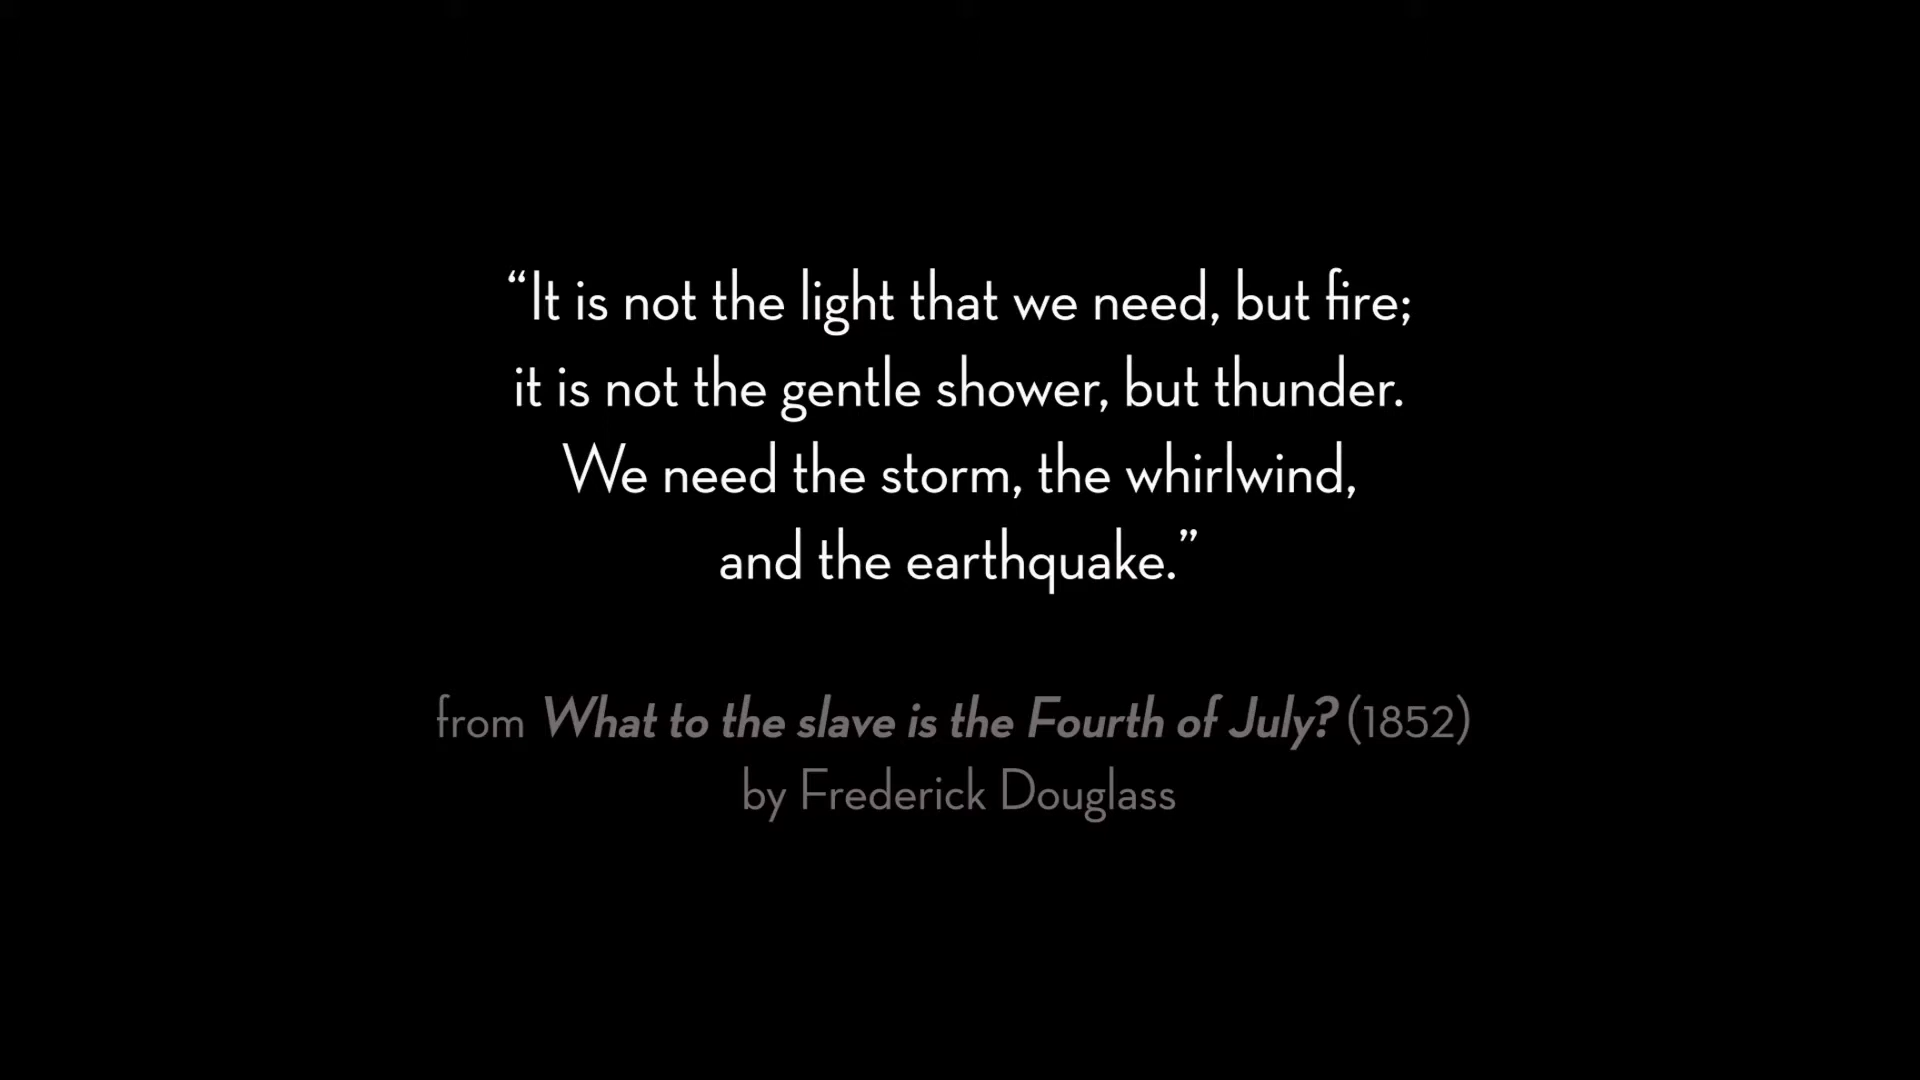 “It is not the light that we need, but fire;
it is not the gentle shower, but thunder.
We need the storm, the whirlwind,
and the earthquake.”
from What to the slave is the Fourth of July? (1852)
by Frederick Douglass